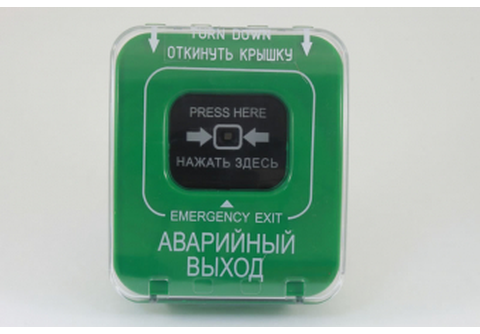 TURN DOWN
ОТКИНУТЬ КРЫШКУ
PRESS HERE
НАЖАТЬ ЗДЕСЬ
EMERGENCY EXIT
АВАРИЙНЫЙ
ВЫХОД